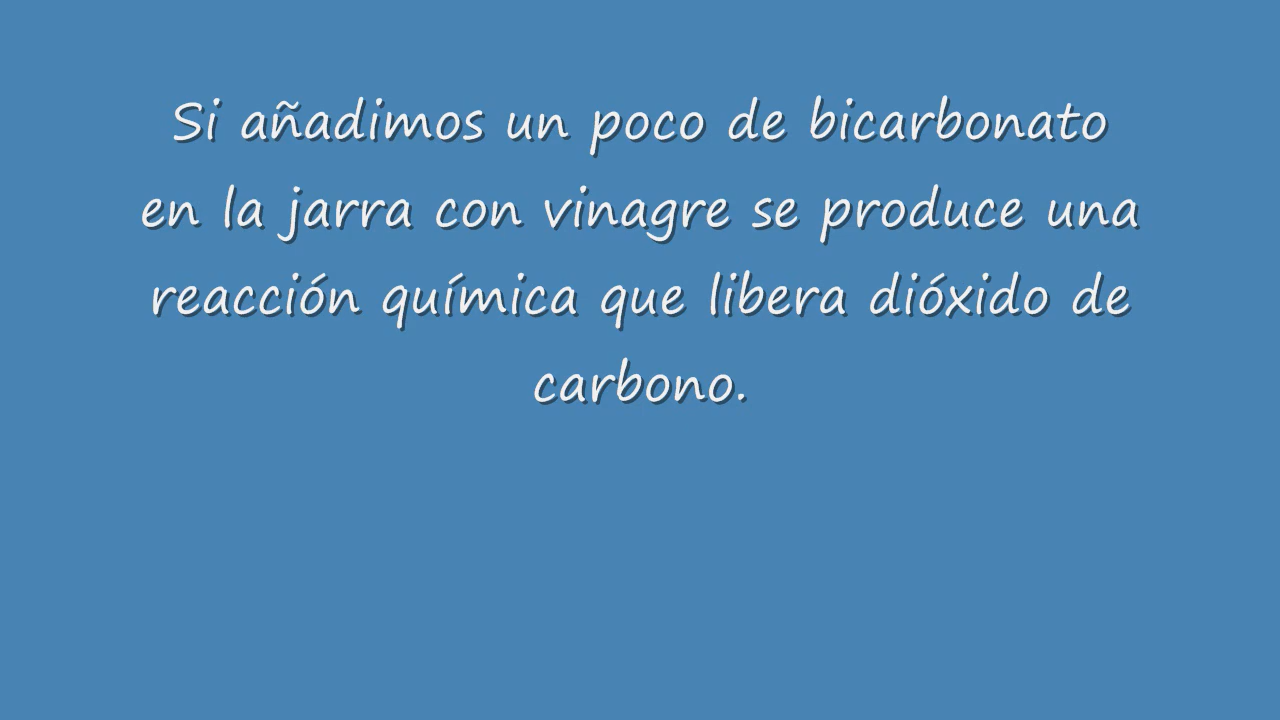 Si añadimos un poco de bicarbonato
en la jarra con vinagre se produce una
reacción química que libera dióxido de
carbono.